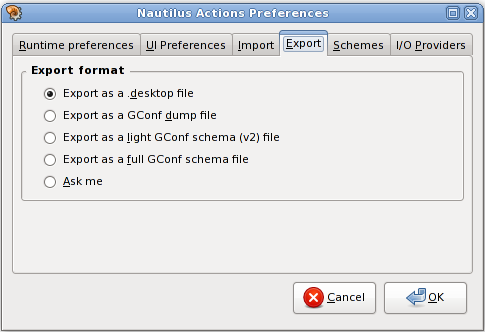 Nautilus Actions Preferences
Runtime preferences UI Preferences Import Export Schemes I/O Providers
Export format
Export as a .desktop file
Export as a GConf dump file
Export as a light GConf schema (v2) file
Export as a full GConf schema file
Ask me
Cancel OK